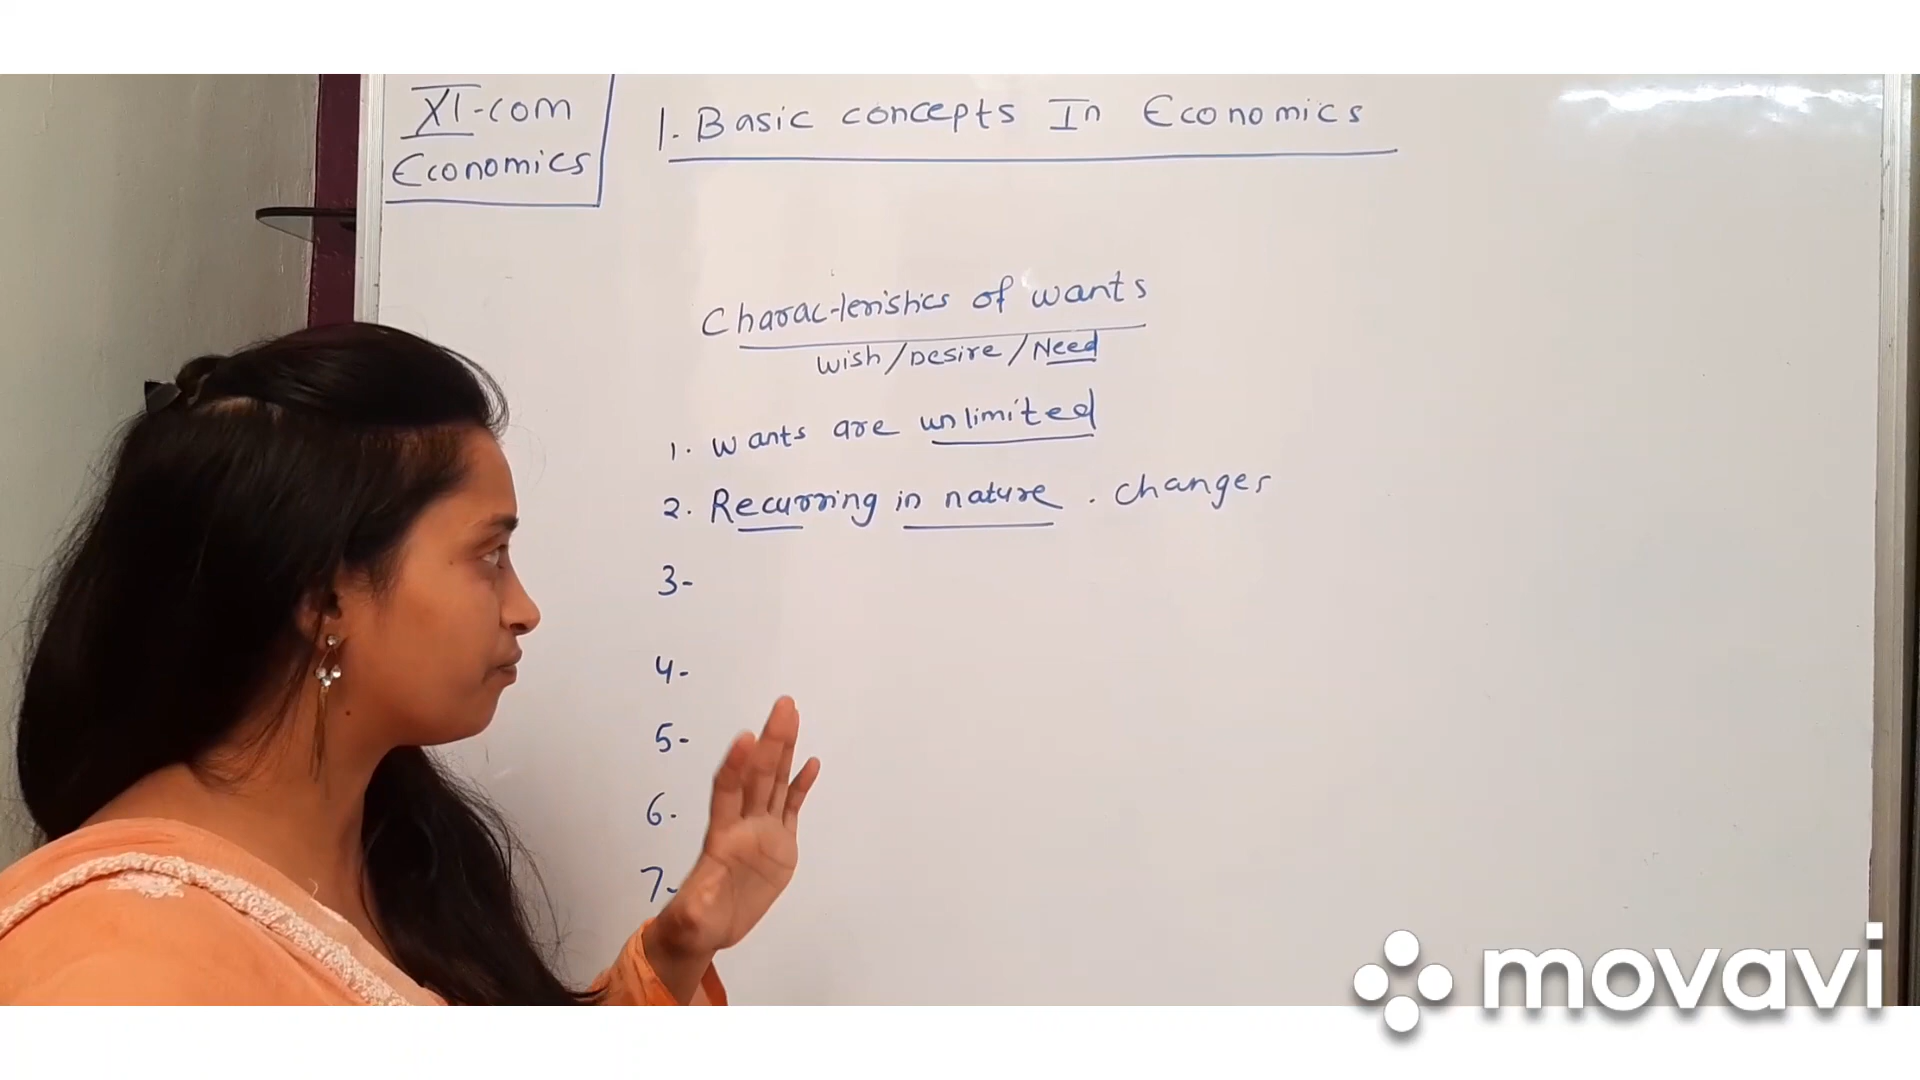 XI-com
Economics
1. Basic concepts In Economics
Characteristics of wants
wish/Desire/Need
1. wants are unlimited
2. Recurring in nature . changes
3-
4-
5-
6.
7-
movavi